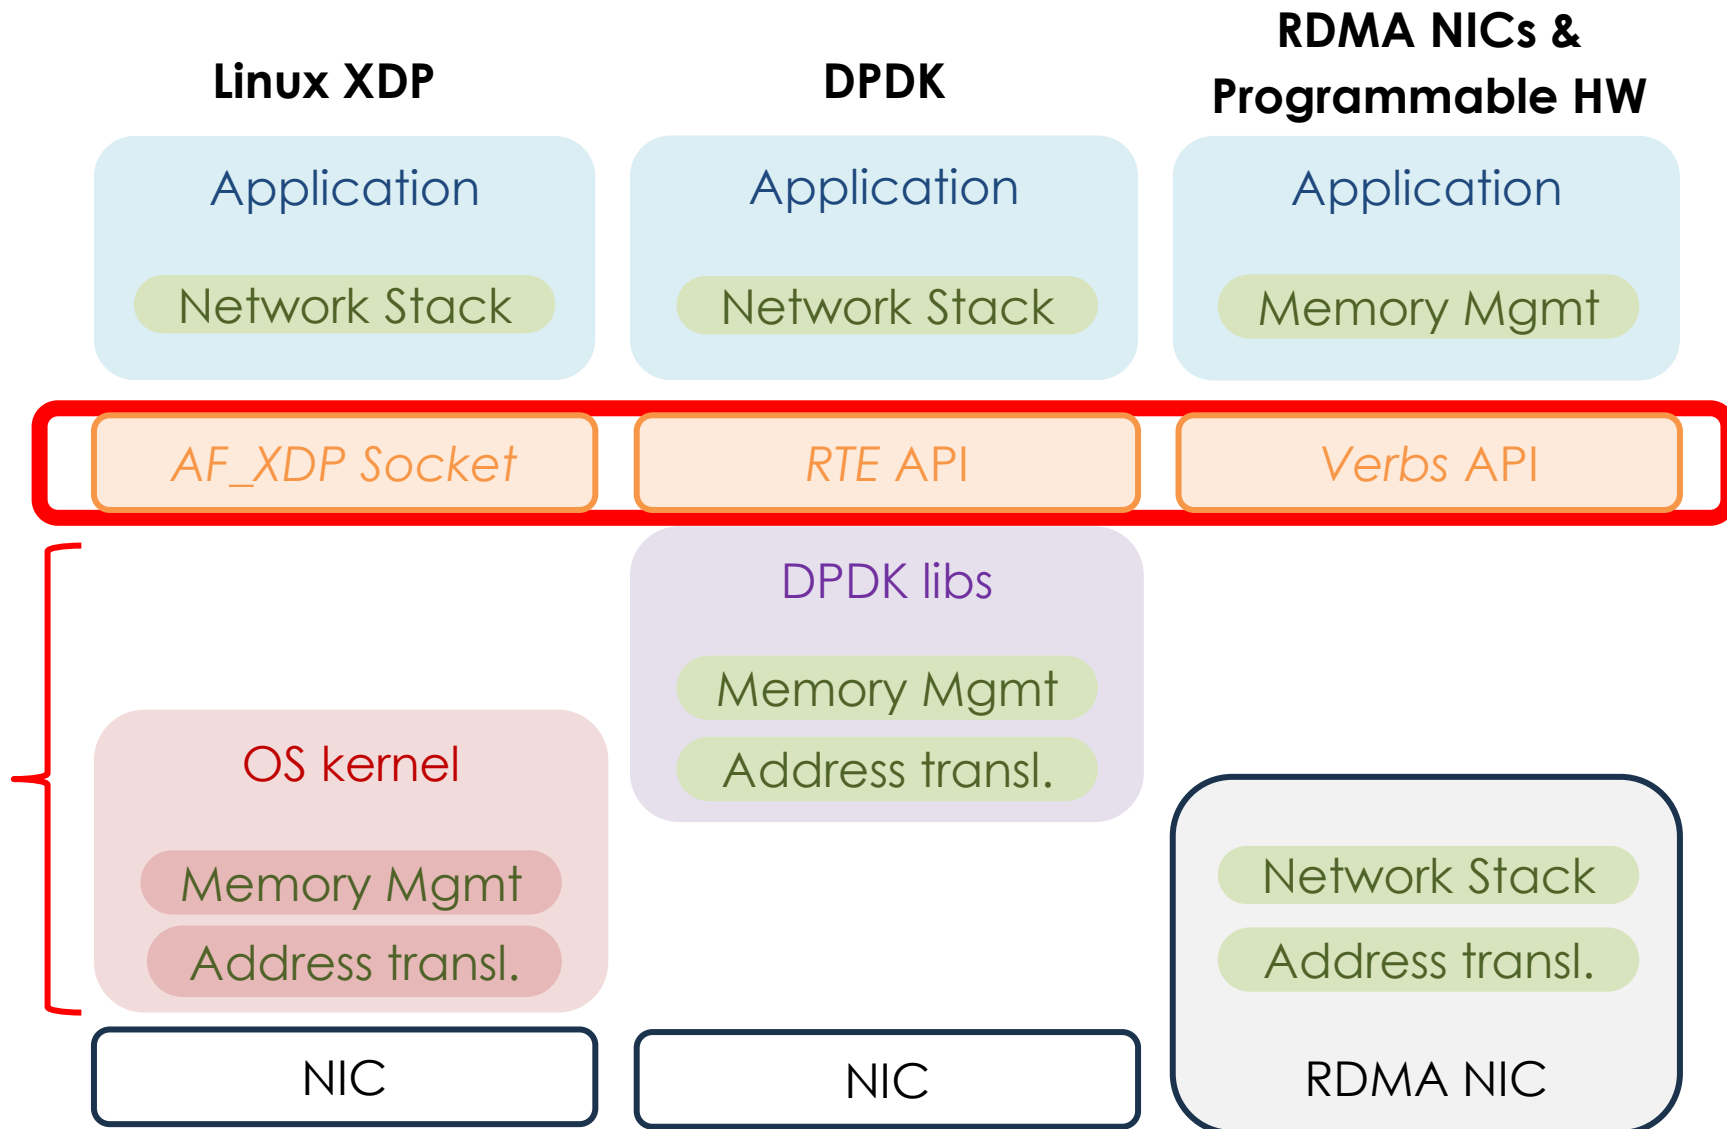 Linux XDP
Application
Network Stack
AF_XDP Socket
OS kernel
Memory Mgmt
Address transl.
NIC
DPDK
Application
Network Stack
RTE API
DPDK libs
Memory Mgmt
Address transl.
NIC
RDMA NICs &
Programmable HW
Application
Memory Mgmt
Verbs API
Network Stack
Address transl.
RDMA NIC